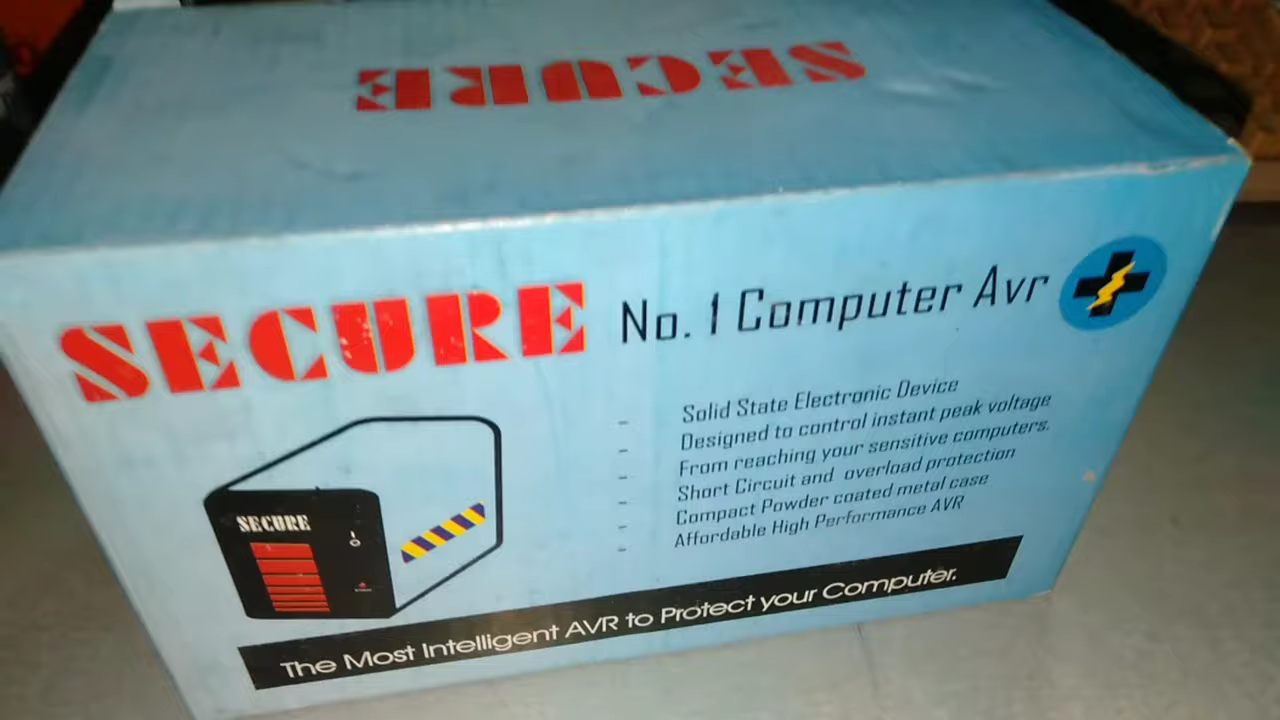 SECURE
SECURE No. 1 Computer Avr
- Solid State Electronic Device
- Designed to control instant peak voltage
- From reaching your sensitive computers.
- Short Circuit and overload protection
- Compact Powder coated metal case
- Affordable High Performance AVR
SECURE
The Most Intelligent AVR to Protect your Computer.